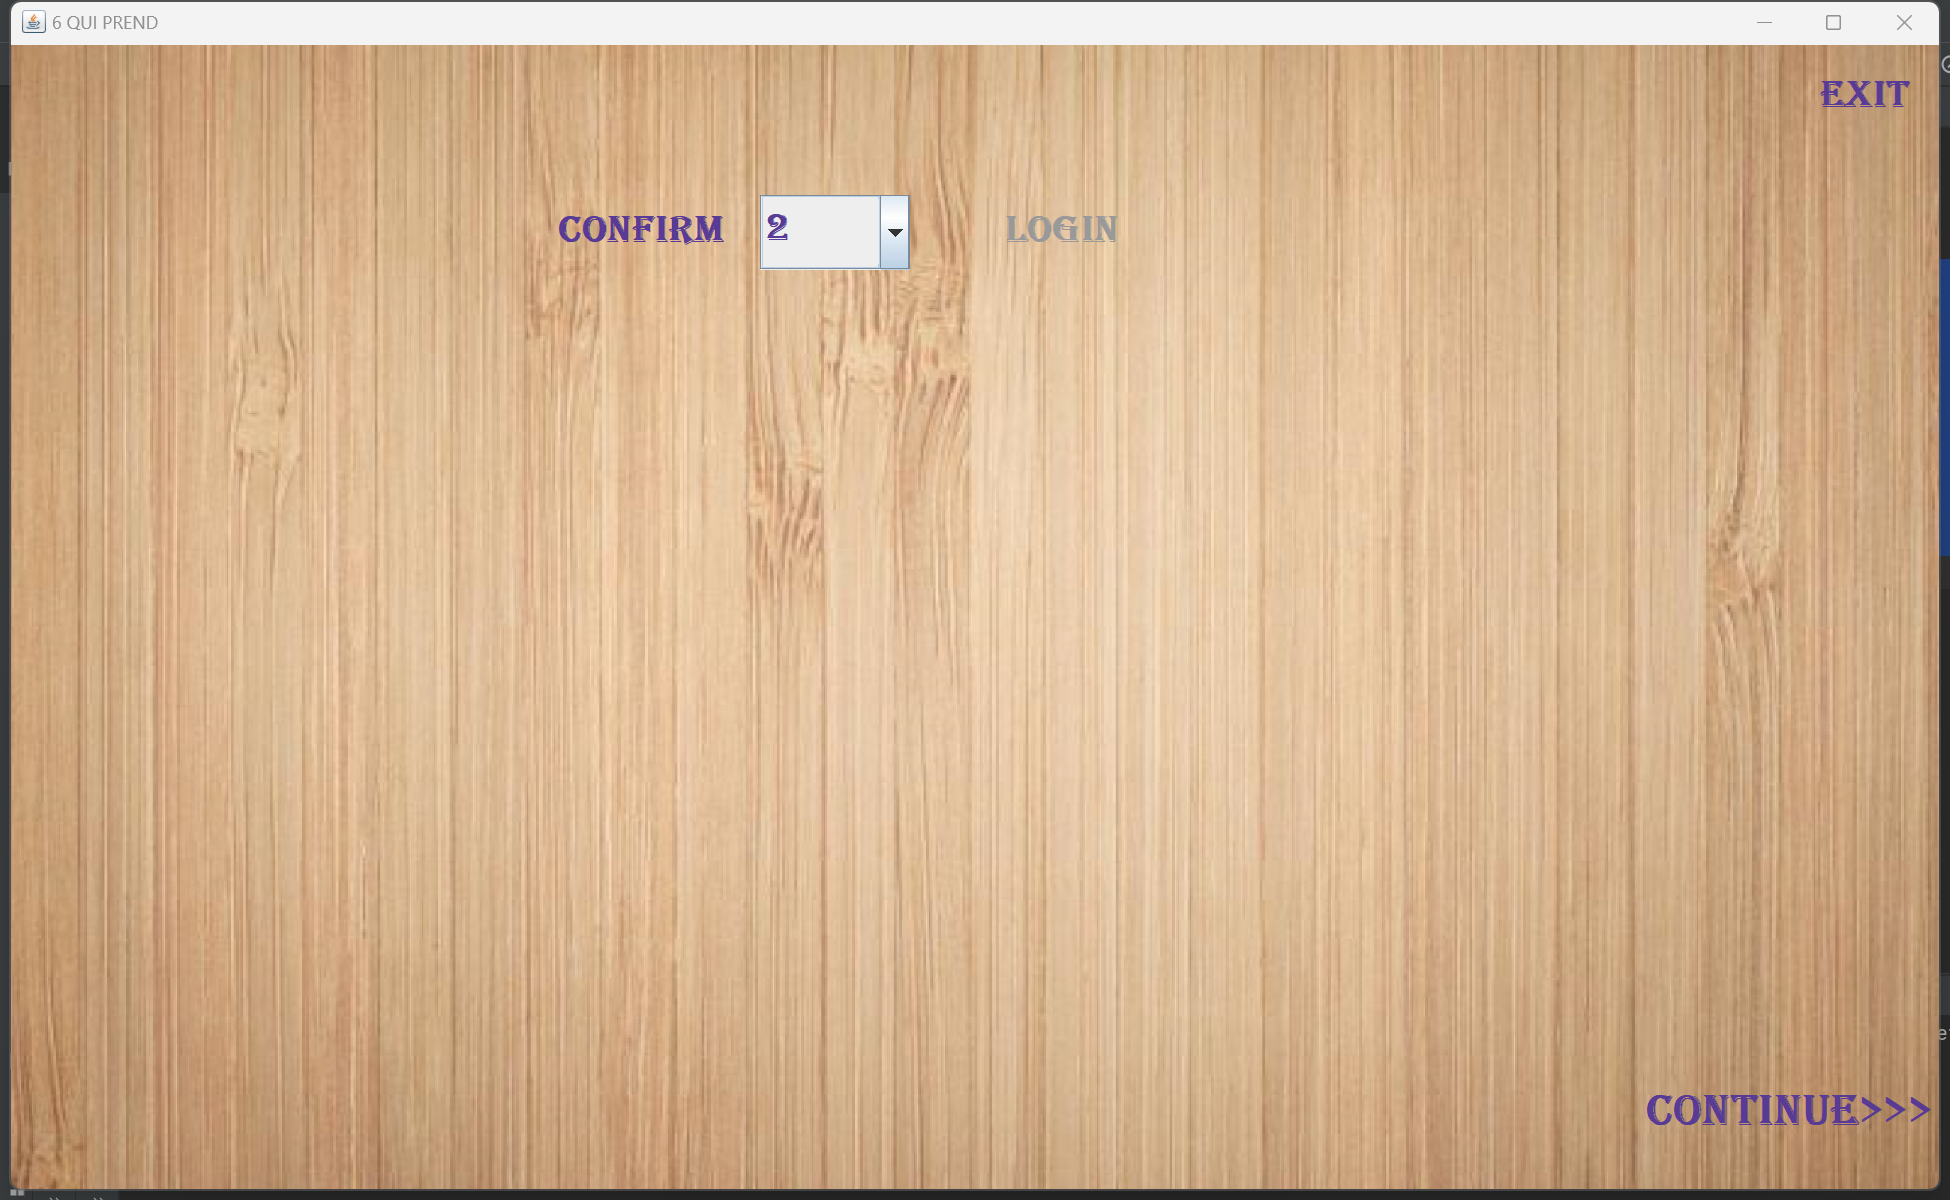 6 QUI PREND
EXIT
CONFIRM 2 LOGIN
CONTINUE>>>